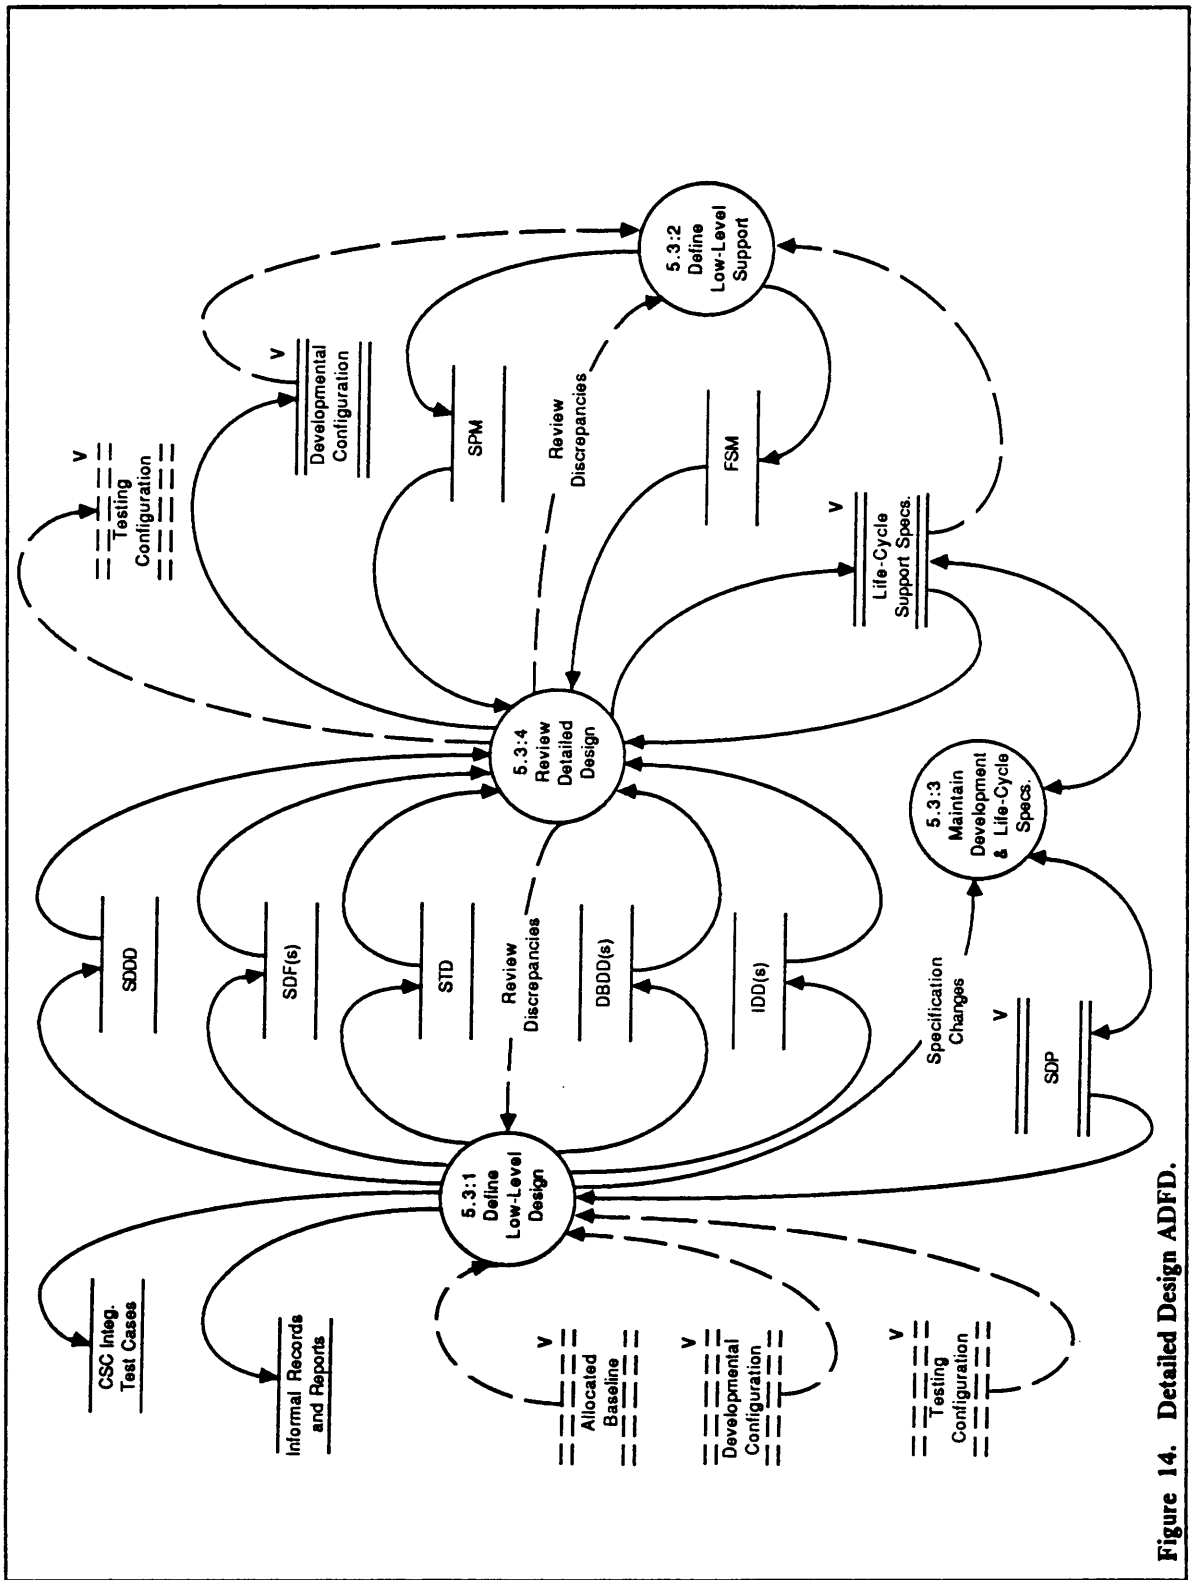 CSC Integ.
Test Cases
Informal Records
and Reports
V
Allocated
Baseline
V
Developmental
Configuration
V
Testing
Configuration
5.3:1
Define
Low-Level
Design
SDDD
SDF(s)
STD
Review
Discrepancies
DBDD(s)
IDD(s)
Specification
Changes
V
SDP
5.3:4
Review
Detailed
Design
5.3:3
Maintain
Development
& Life-Cycle
Specs.
V
Testing
Configuration
V
Developmental
Configuration
SPM
Review
Discrepancies
FSM
V
Life-Cycle
Support Specs.
5.3:2
Define
Low-Level
Support
Figure 14. Detailed Design ADFD.